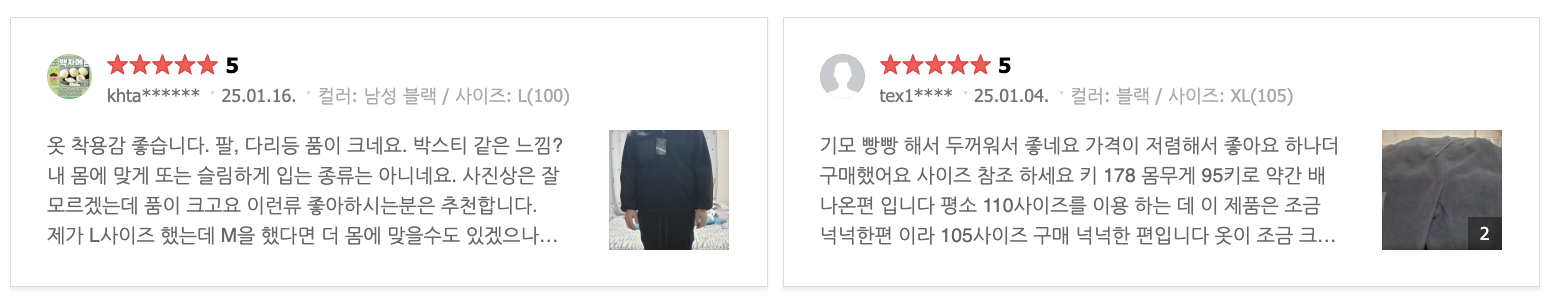 백자메
★★★★★ 5
khta****** · 25.01.16. · 컬러: 남성 블랙 / 사이즈: L(100)
옷 착용감 좋습니다. 팔, 다리등 품이 크네요. 박스티 같은 느낌?
내 몸에 맞게 또는 슬림하게 입는 종류는 아니네요. 사진상은 잘
모르겠는데 품이 크고요 이런류 좋아하시는분은 추천합니다.
제가 L사이즈 했는데 M을 했다면 더 몸에 맞을수도 있겠으나...
★★★★★ 5
tex1**** · 25.01.04. · 컬러: 블랙 / 사이즈: XL(105)
기모 빵빵 해서 두꺼워서 좋네요 가격이 저렴해서 좋아요 하나더
구매했어요 사이즈 참조 하세요 키 178 몸무게 95키로 약간 배
나온편 입니다 평소 110사이즈를 이용 하는 데 이 제품은 조금
넉넉한편 이라 105사이즈 구매 넉넉한 편입니다 옷이 조금 크...
2